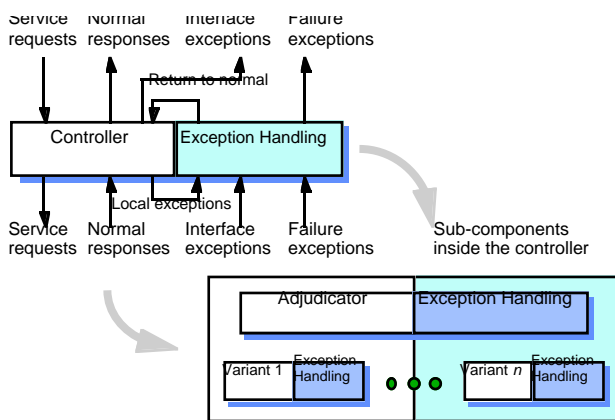 Service Normal Interface Failure
requests responses exceptions exceptions
Return to normal
Controller Exception Handling
Local exceptions
Service Normal Interface Failure Sub-components
requests responses exceptions exceptions inside the controller
Adjudicator Exception Handling
Variant 1 Exception Handling
Variant n Exception Handling